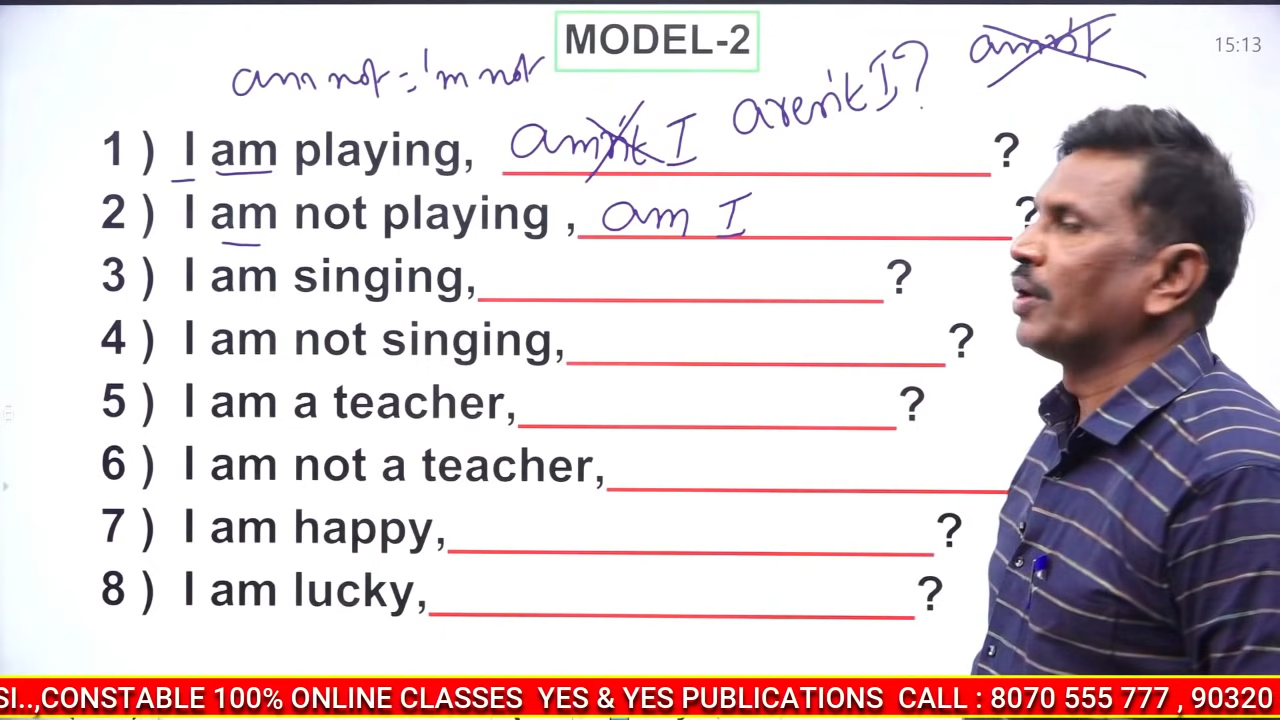 MODEL-2
15:13
am not = 'm not
amn't I aren't I?
1 ) I am playing, ?
2 ) I am not playing , am I ?
3 ) I am singing, ?
4 ) I am not singing, ?
5 ) I am a teacher, ?
6 ) I am not a teacher,
7 ) I am happy, ?
8 ) I am lucky, ?
SI..,CONSTABLE 100% ONLINE CLASSES YES & YES PUBLICATIONS CALL : 8070 555 777 , 90320